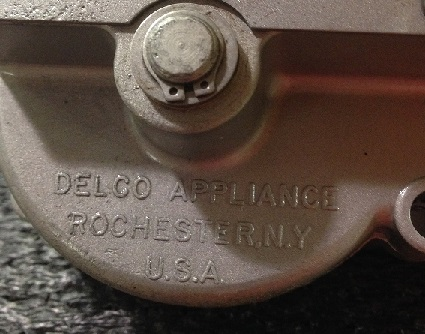 DELCO APPLIANCE
ROCHESTER,N.Y
U.S.A.